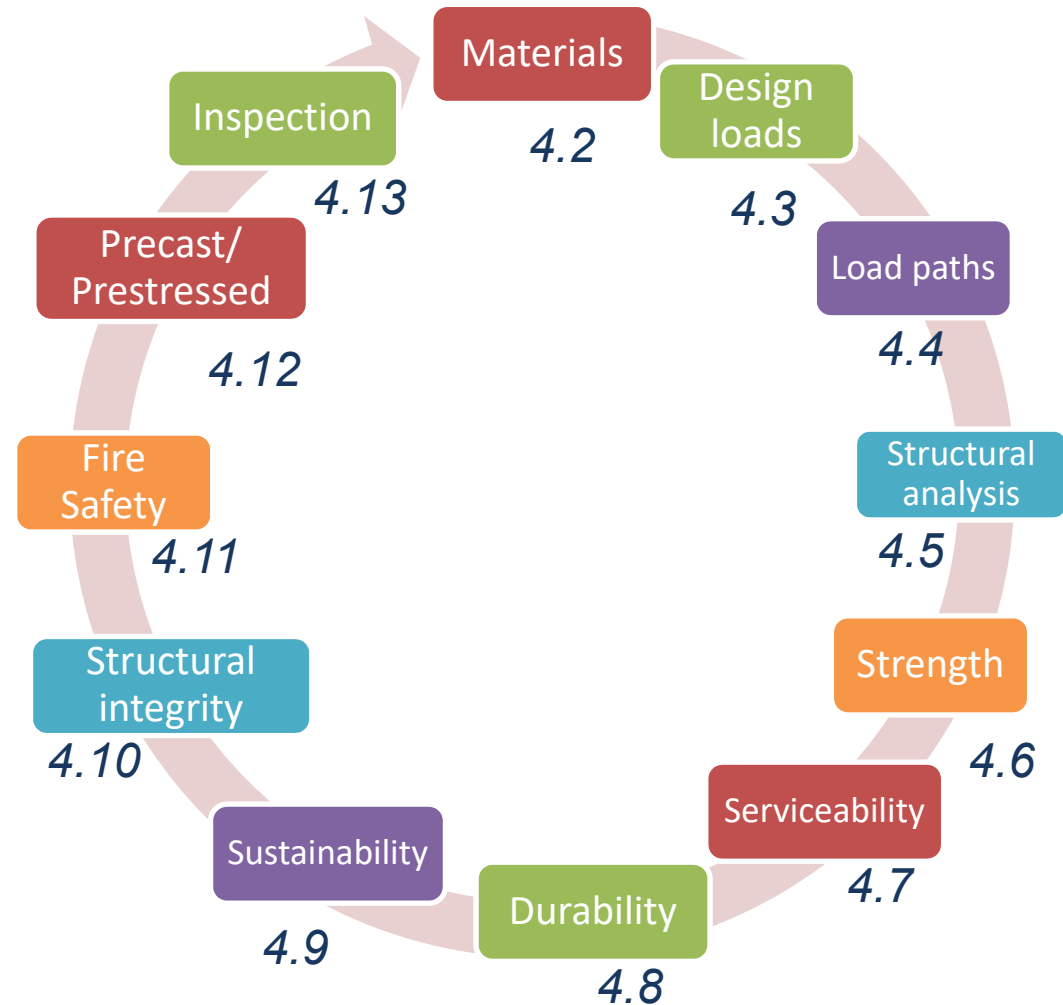 Materials
4.2
Design
loads
4.3
Load paths
4.4
Structural
analysis
4.5
Strength
4.6
Serviceability
4.7
Durability
4.8
Sustainability
4.9
Structural
integrity
4.10
Fire
Safety
4.11
Precast/
Prestressed
4.12
Inspection
4.13